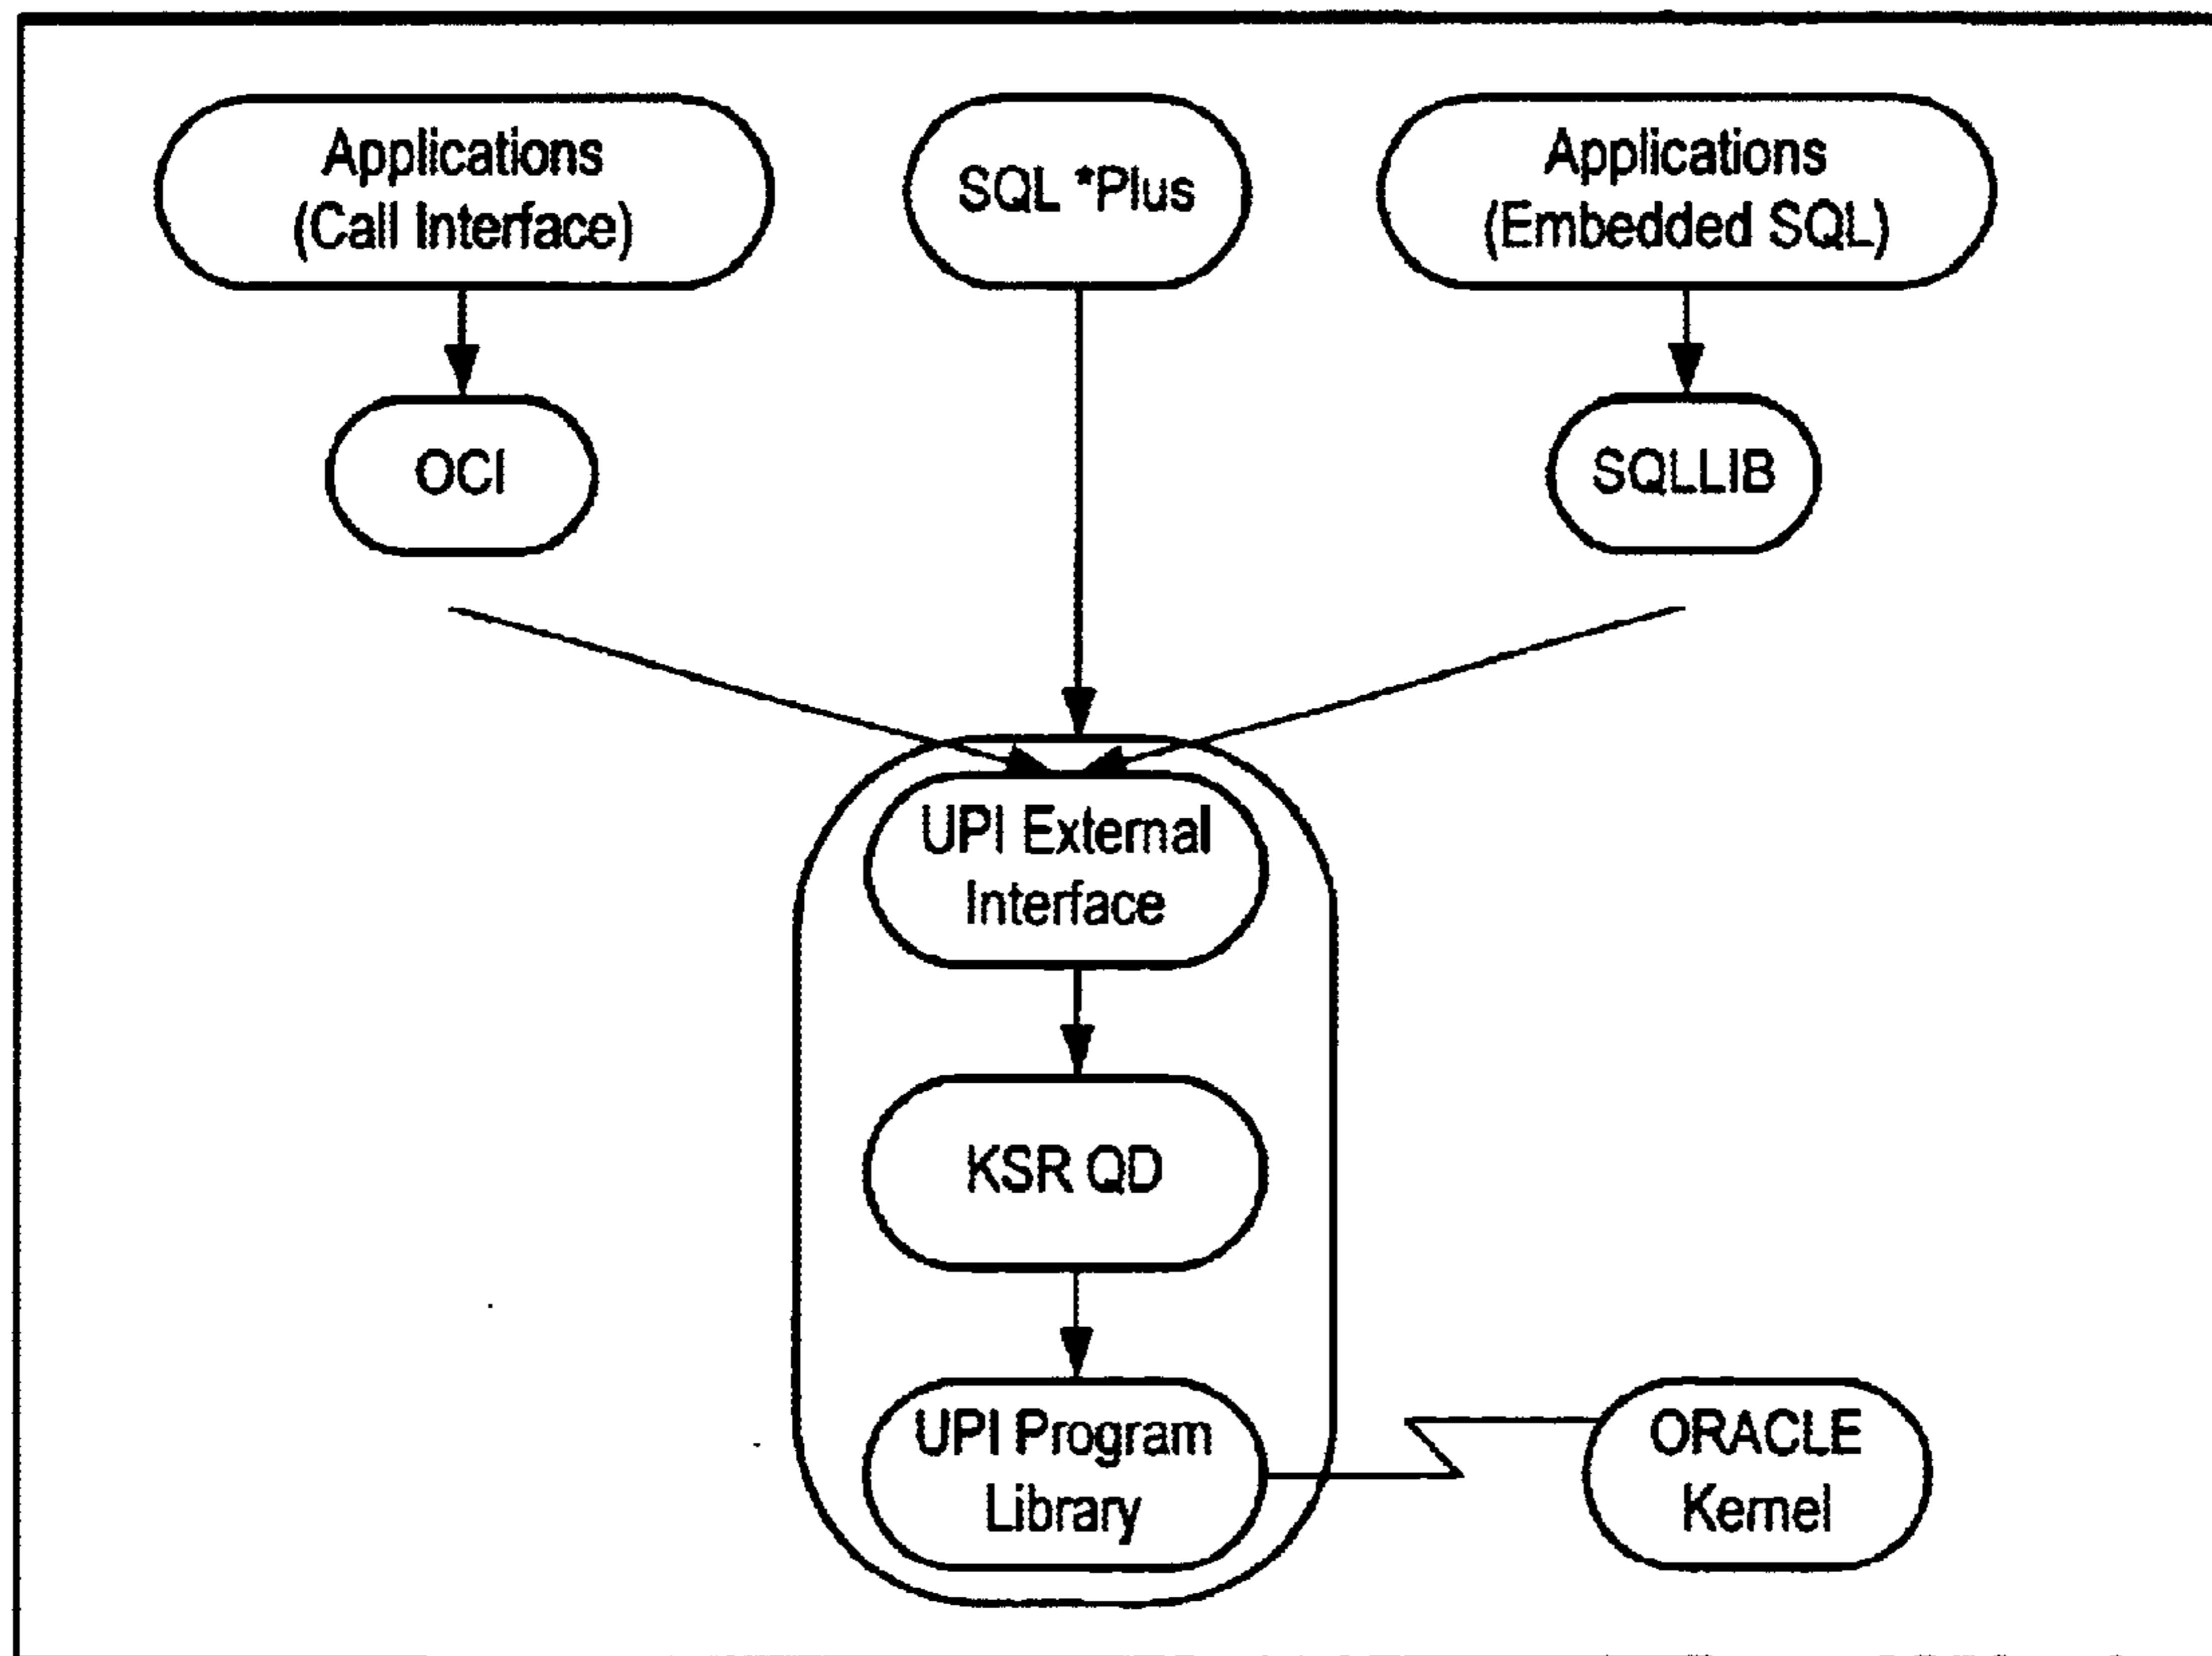 Applications
(Call Interface)
SQL *Plus
Applications
(Embedded SQL)
OCI
SQLLIB
UPI External
Interface
KSR QD
UPI Program
Library
ORACLE
Kernel